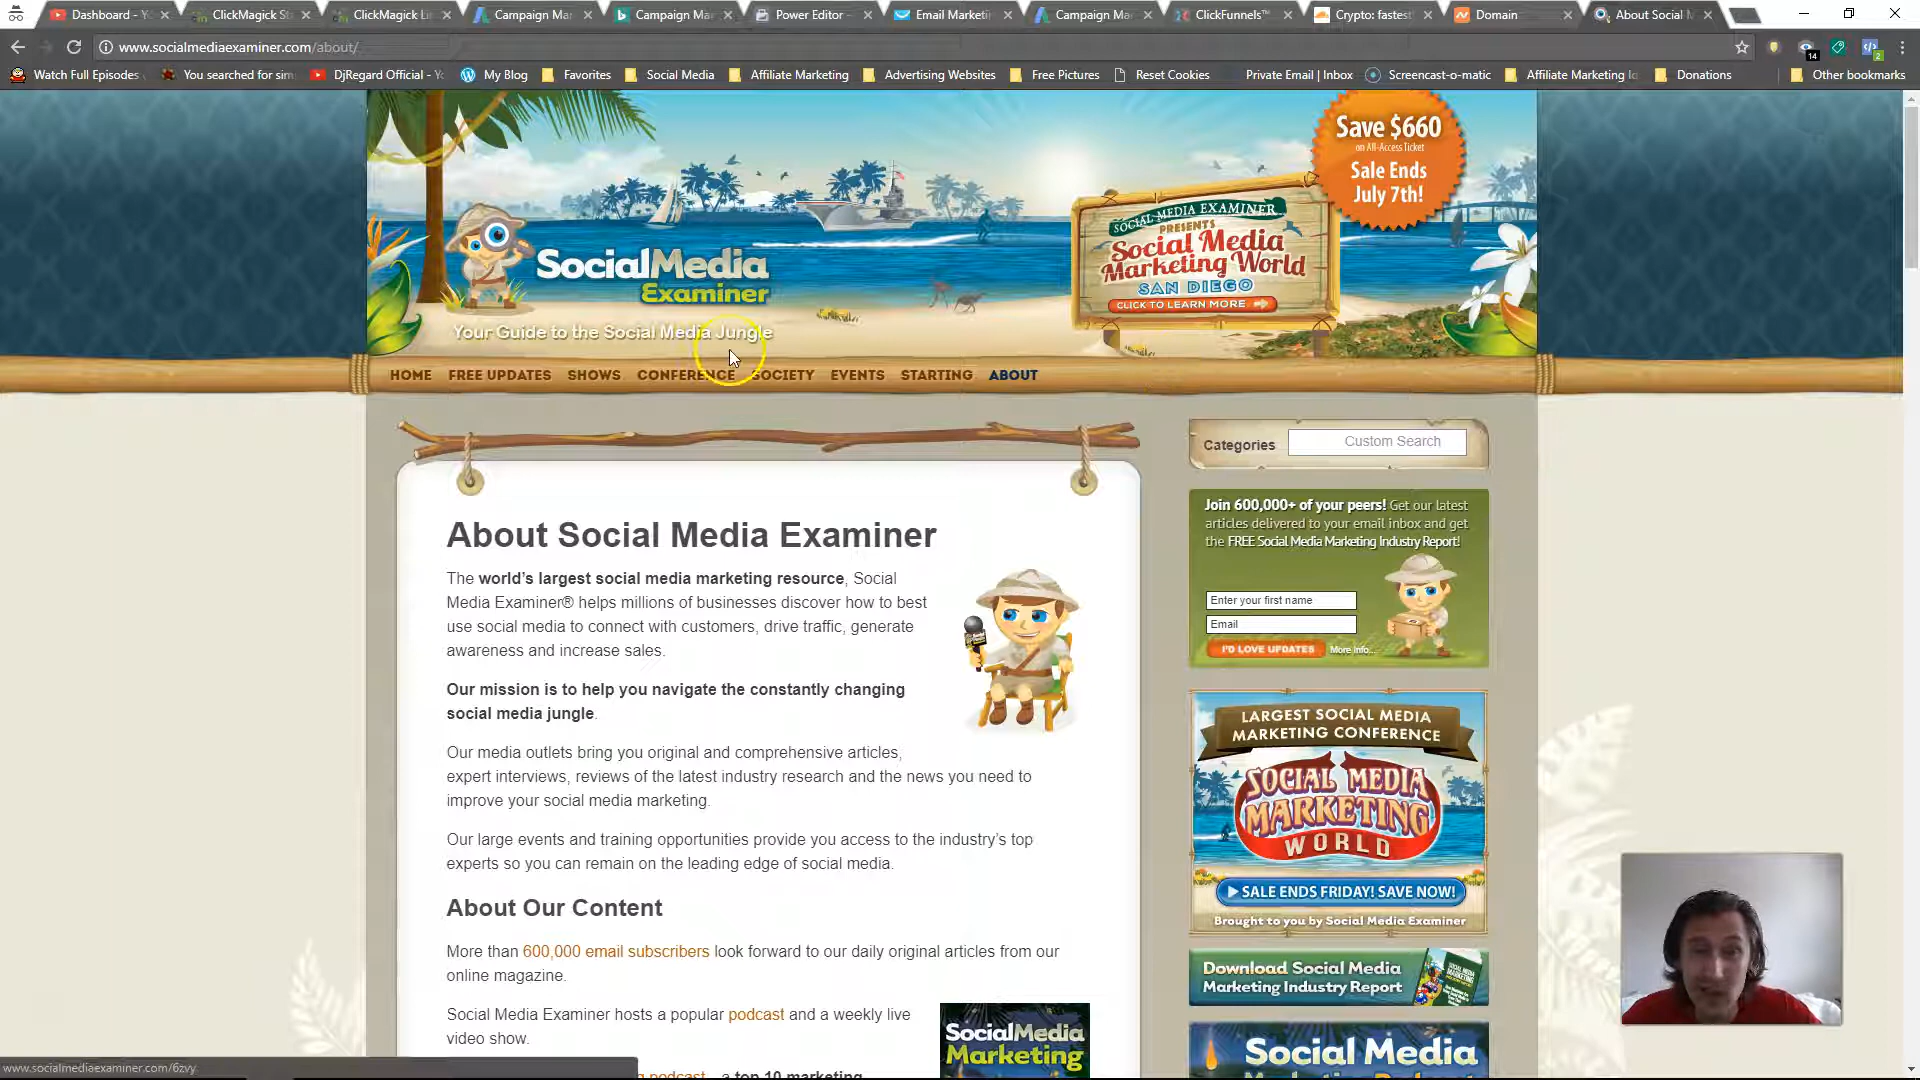 Dashboard - Yo
ClickMagick St
ClickMagick Li
Campaign Mar
Campaign Ma
Power Editor
Email Marketi
Campaign Ma
ClickFunnels™
Crypto: fastest
Domain
About Social M
www.socialmediaexaminer.com/about/
14
2
Watch Full Episodes
You searched for sim
DjRegard Official - Yo
My Blog
Favorites
Social Media
Affiliate Marketing
Advertising Websites
Free Pictures
Reset Cookies
Private Email | Inbox
Screencast-o-matic
Affiliate Marketing Id
Donations
Other bookmarks
Save $660
on All-Access Ticket
Sale Ends
July 7th!
SOCIAL MEDIA EXAMINER
PRESENTS
Social Media
Marketing World
SAN DIEGO
CLICK TO LEARN MORE
SocialMedia
Examiner
Your Guide to the Social Media Jungle
HOME FREE UPDATES SHOWS CONFERENCE SOCIETY EVENTS STARTING ABOUT
Categories
Custom Search
About Social Media Examiner
The world's largest social media marketing resource, Social
Media Examiner® helps millions of businesses discover how to best
use social media to connect with customers, drive traffic, generate
awareness and increase sales.
Our mission is to help you navigate the constantly changing
social media jungle.
Our media outlets bring you original and comprehensive articles,
expert interviews, reviews of the latest industry research and the news you need to
improve your social media marketing.
Our large events and training opportunities provide you access to the industry's top
experts so you can remain on the leading edge of social media.
About Our Content
More than 600,000 email subscribers look forward to our daily original articles from our
online magazine.
Social Media Examiner hosts a popular podcast and a weekly live
video show.
g podcast - a top 10 marketing
SocialMedia
Marketing
Join 600,000+ of your peers! Get our latest
articles delivered to your email inbox and get
the FREE Social Media Marketing Industry Report!
Enter your first name
Email
I'D LOVE UPDATES More Info...
LARGEST SOCIAL MEDIA
MARKETING CONFERENCE
SOCIAL MEDIA
MARKETING
WORLD
SALE ENDS FRIDAY! SAVE NOW!
Brought to you by Social Media Examiner
Download Social Media
Marketing Industry Report
Social Media
www.socialmediaexaminer.com/6zvy